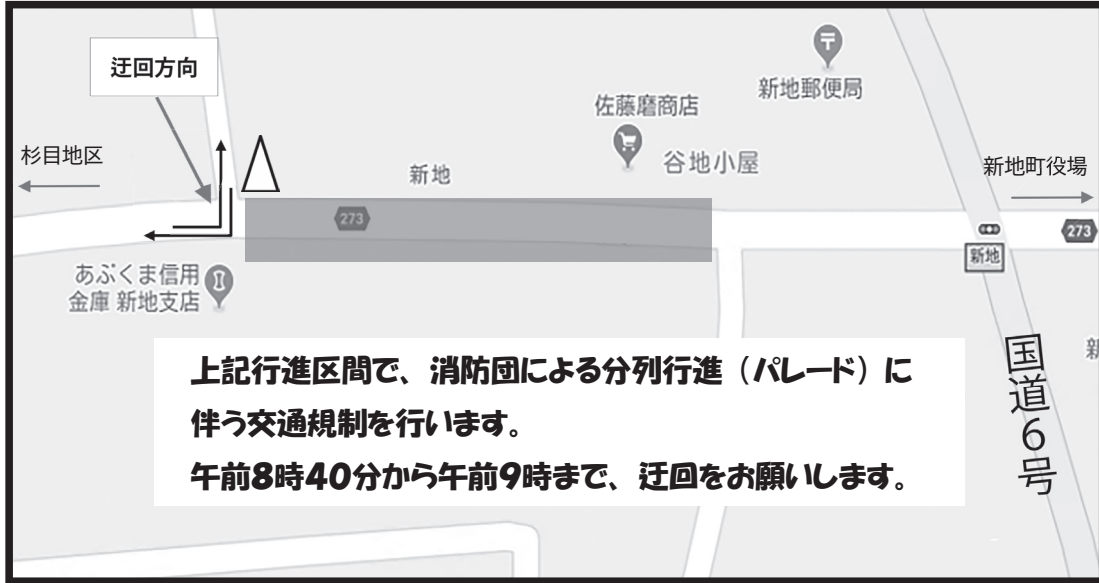 迂回方向
新地郵便局
佐藤磨商店
杉目地区
新地
谷地小屋
新地町役場
273
273
新地
あぶくま信用
金庫 新地支店
国道6号
新
上記行進区間で、消防団による分列行進（パレード）に
伴う交通規制を行います。
午前8時40分から午前9時まで、迂回をお願いします。